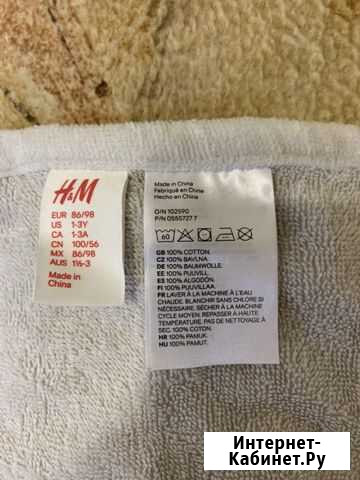 H&M
EUR 86/98
US 1-3Y
CA 1-3A
CN 100/56
MX 86/98
AUS 1½-3
Made in
China
Made in China
Fabriqué en Chine
Hecho en China
O/N 102590
P/N 0555727 7
60
GB 100% COTTON.
CZ 100% BAVLNA.
DE 100% BAUMWOLLE.
EE 100% PUUVILL.
ES 100% ALGODÓN.
FI 100% PUUVILLAA.
FR LAVER À LA MACHINE À L'EAU
CHAUDE. BLANCHIR SANS CHLORE SI
NÉCESSAIRE. SÉCHER À LA MACHINE
CYCLE MOYEN. REPASSER À HAUTE
TEMPÉRATURE. PAS DE NETTOYAGE À
SEC. 100% COTON.
HR 100% PAMUK.
HU 100% PAMUT.
Интернет-
Кабинет.Ру